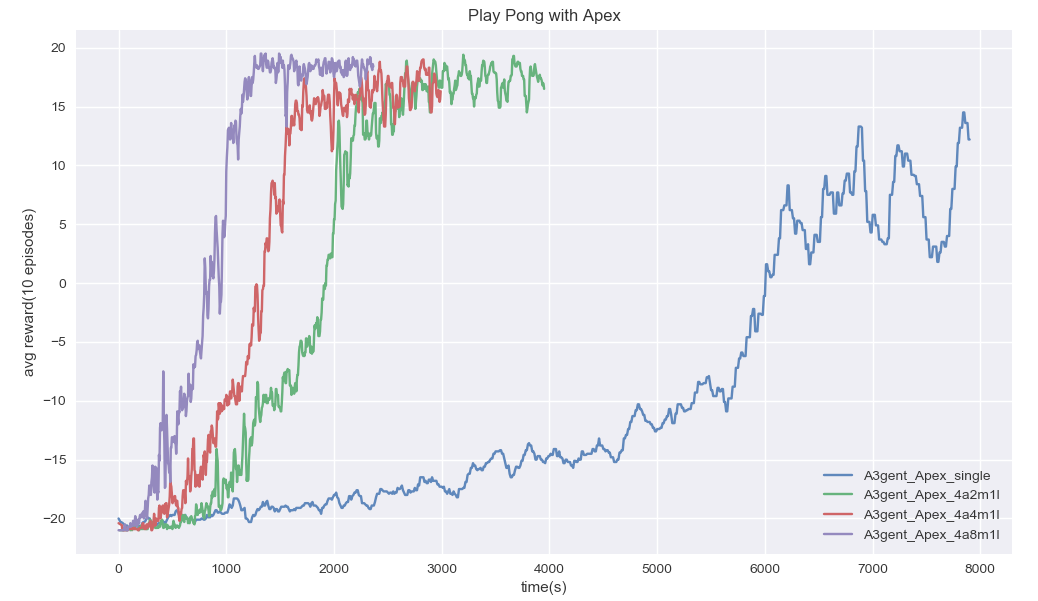 Play Pong with Apex
avg reward(10 episodes)
20
15
10
5
0
−5
−10
−15
−20
A3gent_Apex_single
A3gent_Apex_4a2m1l
A3gent_Apex_4a4m1l
A3gent_Apex_4a8m1l
0 1000 2000 3000 4000 5000 6000 7000 8000
time(s)